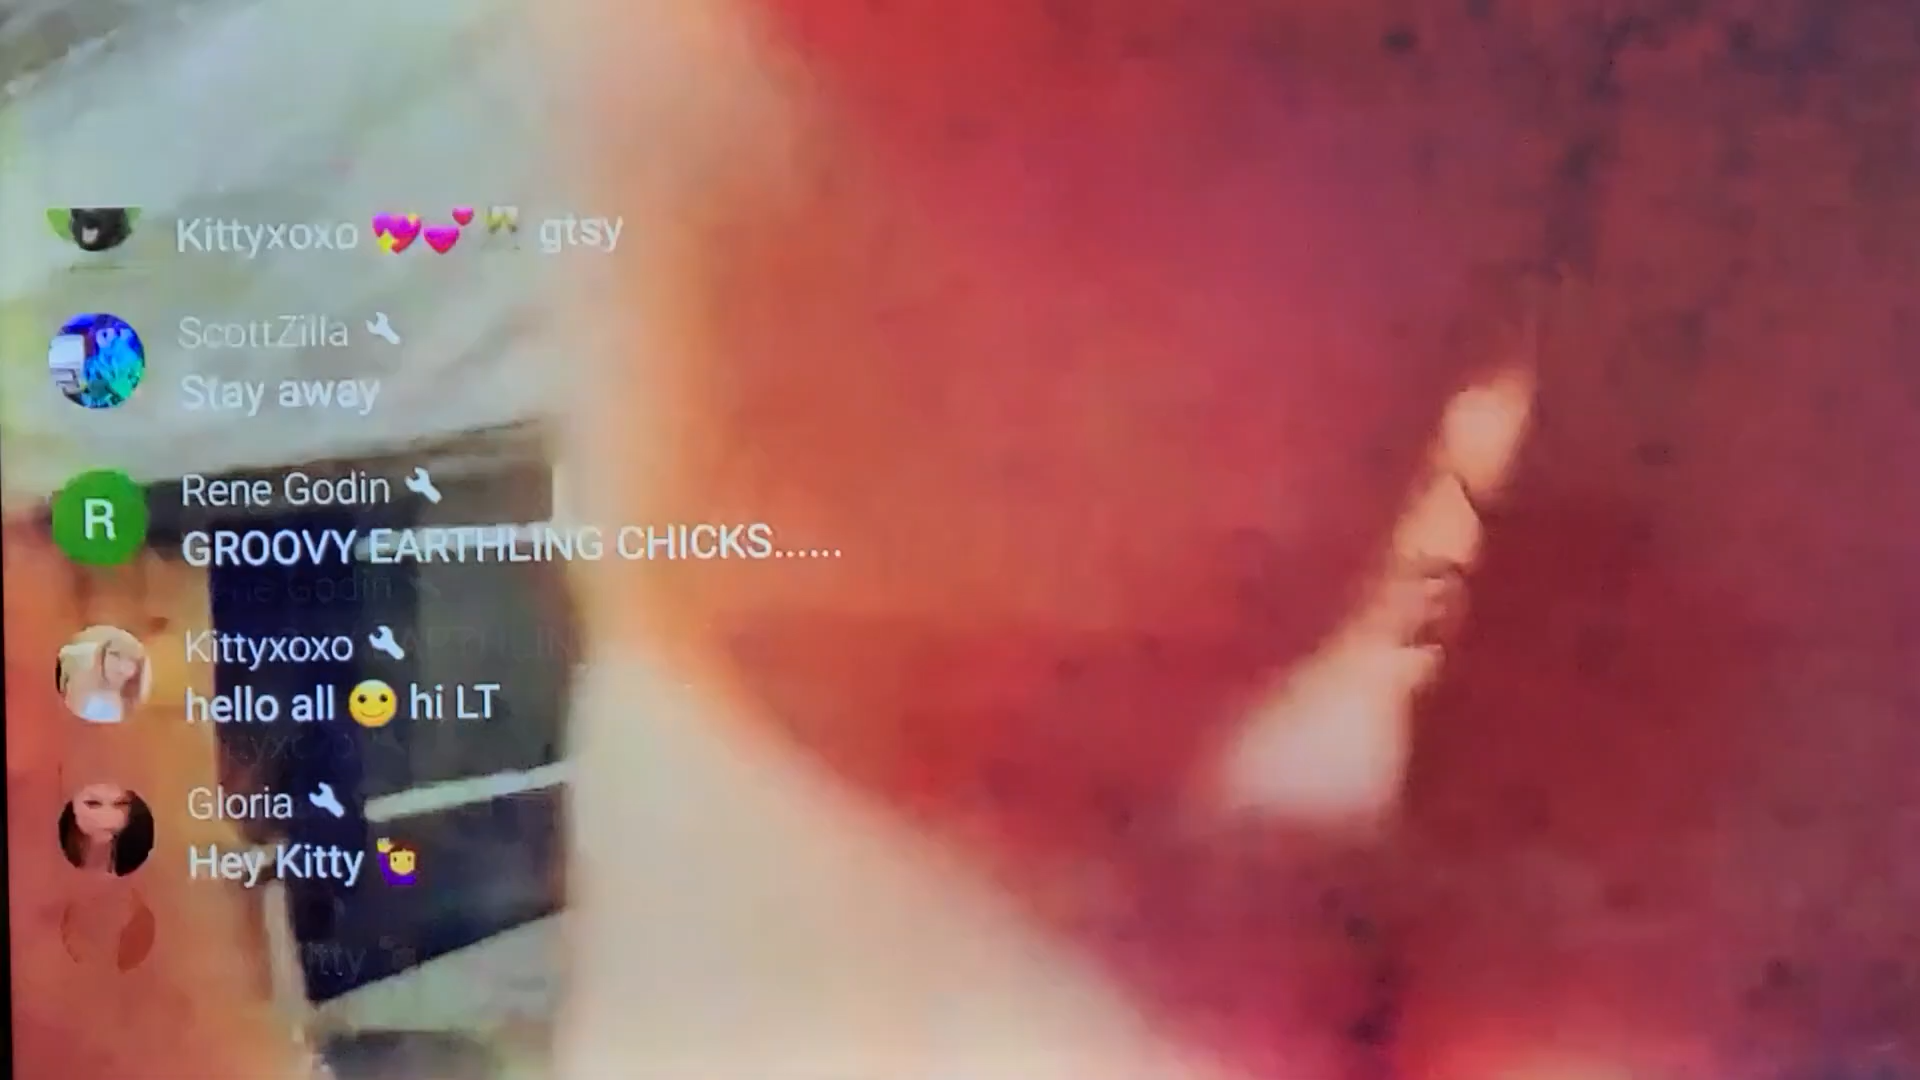 Kittyxoxo 💖💕 🥂 gtsy
ScottZilla
Stay away
R
Rene Godin
GROOVY EARTHLING CHICKS......
Kittyxoxo
hello all 🙂 hi LT
Gloria
Hey Kitty 🙋‍♀️